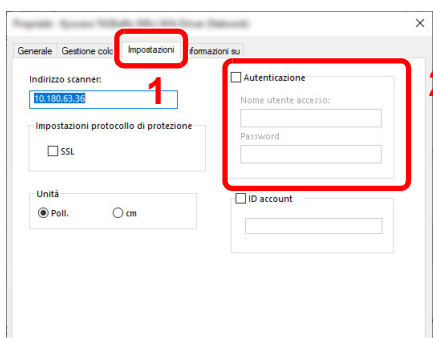 Generale Gestione colo Impostazioni nformazioni su
1
2
Indirizzo scanner:
10.180.63.36
Impostazioni protocollo di protezione
SSL
Unità
Poll. cm
Autenticazione
Nome utente accesso:
Password
ID account